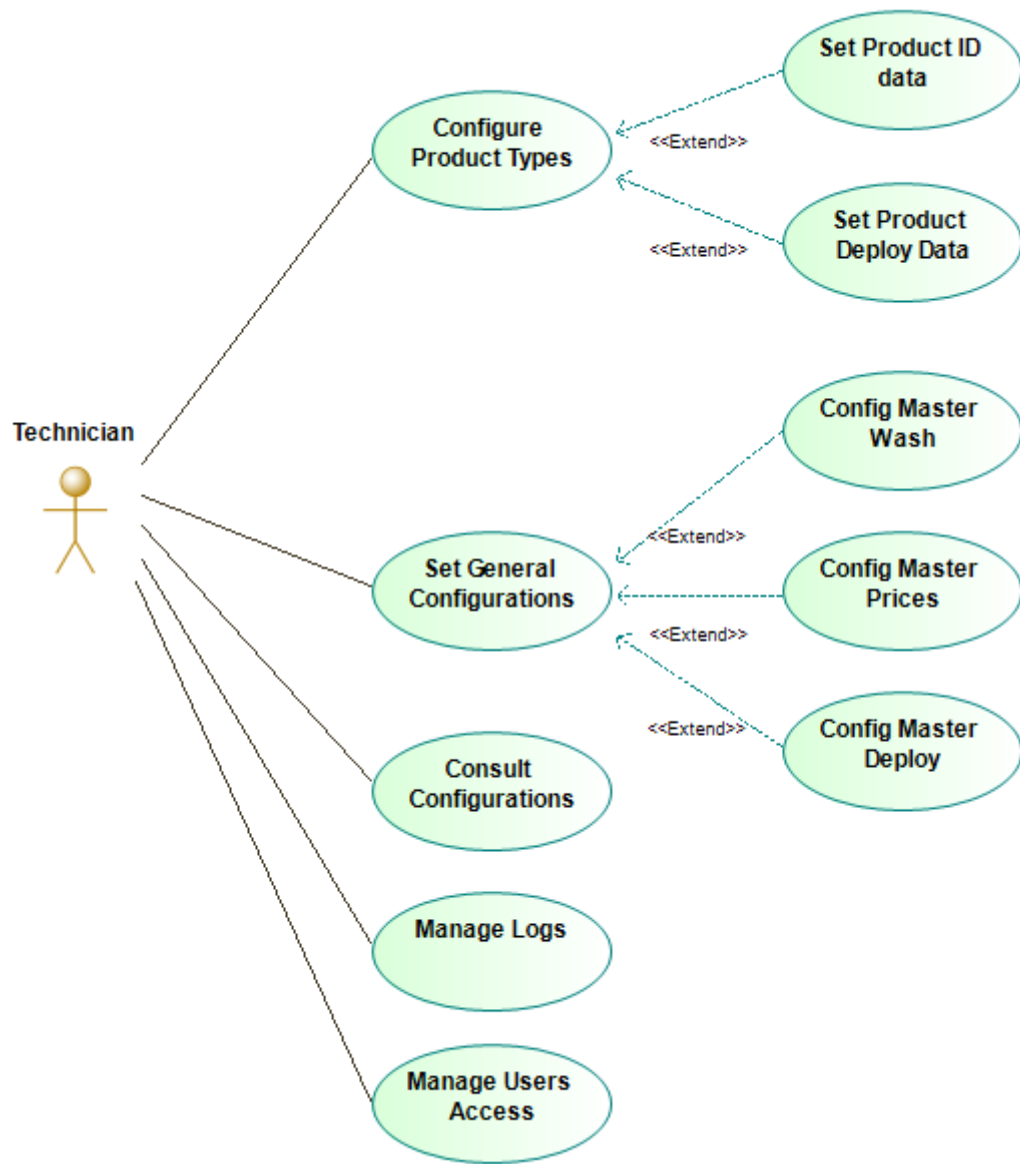 Set Product ID
data
Configure
Product Types
<<Extend>>
Set Product
Deploy Data
<<Extend>>
Config Master
Wash
Technician
<<Extend>>
Set General
Configurations
Config Master
Prices
<<Extend>>
Config Master
Deploy
<<Extend>>
Consult
Configurations
Manage Logs
Manage Users
Access